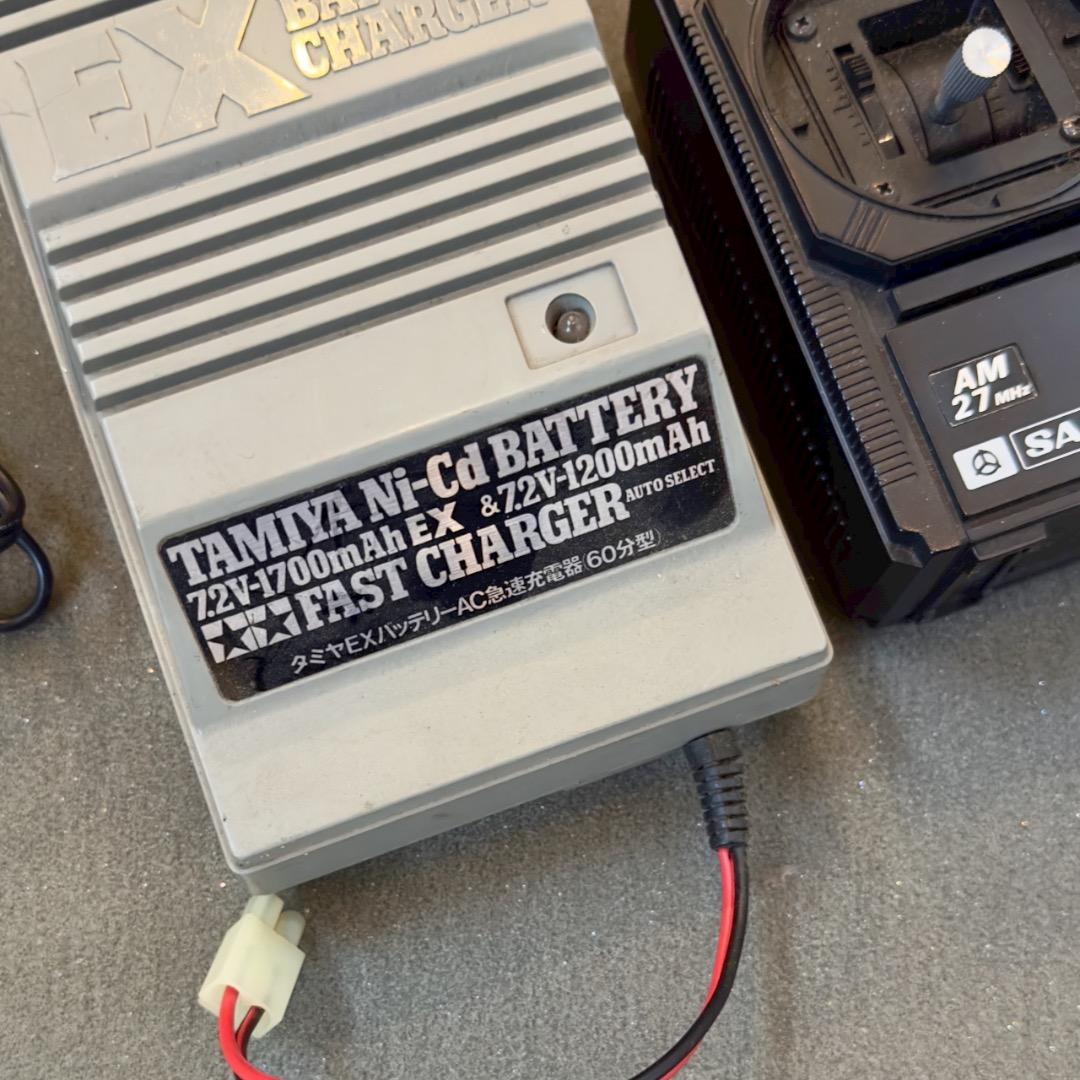 EX
CHARGER
TAMIYA Ni-Cd BATTERY
7.2V-1700mAh EX & 7.2V-1200mAh
FAST CHARGER AUTO SELECT
タミヤEXバッテリーAC急速充電器(60分型)
AM
27 MHz